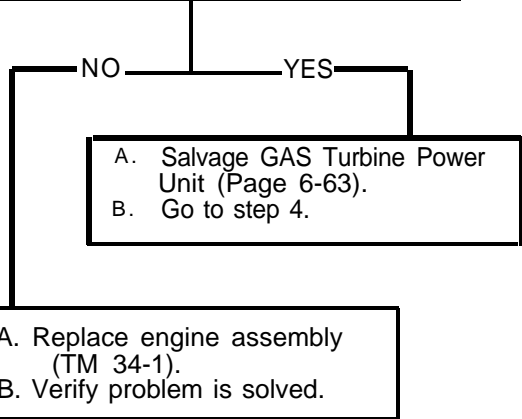 NO YES
A. Salvage GAS Turbine Power
Unit (Page 6-63).
B. Go to step 4.
A. Replace engine assembly
(TM 34-1).
B. Verify problem is solved.